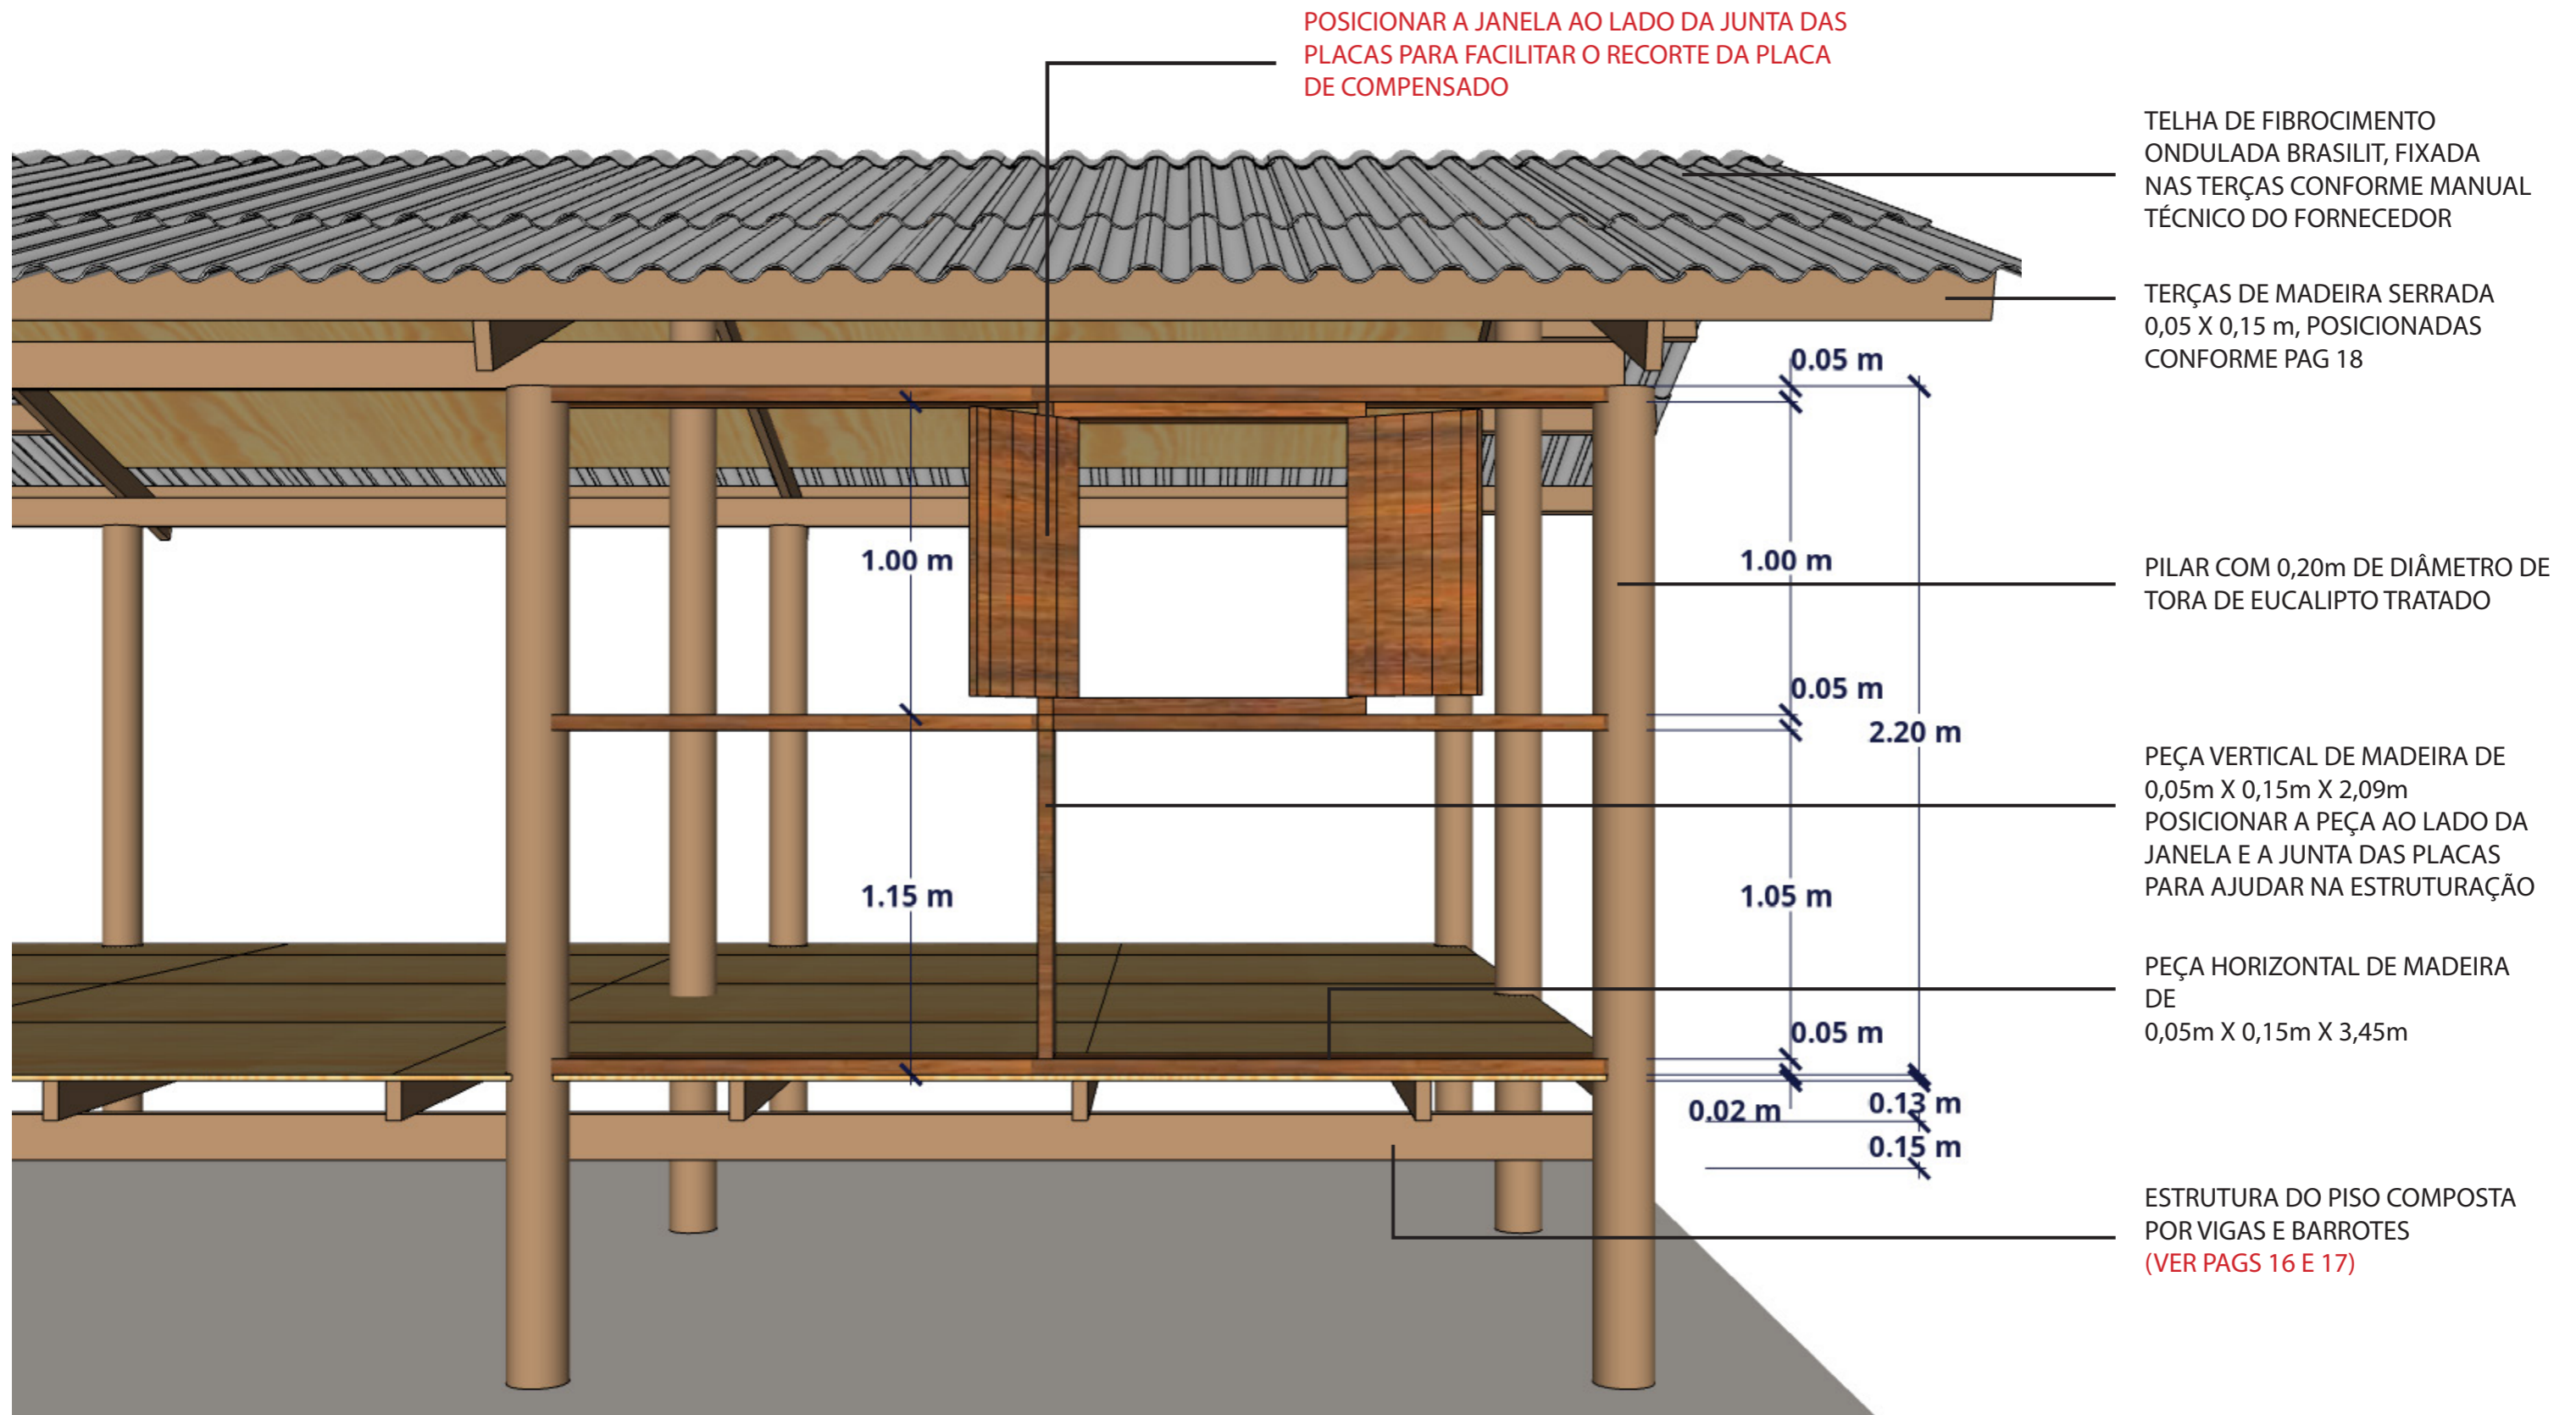 POSICIONAR A JANELA AO LADO DA JUNTA DAS
PLACAS PARA FACILITAR O RECORTE DA PLACA
DE COMPENSADO
TELHA DE FIBROCIMENTO
ONDULADA BRASILIT, FIXADA
NAS TERÇAS CONFORME MANUAL
TÉCNICO DO FORNECEDOR
TERÇAS DE MADEIRA SERRADA
0,05 X 0,15 m, POSICIONADAS
CONFORME PAG 18
0.05 m
1.00 m
1.00 m
PILAR COM 0,20m DE DIÂMETRO DE
TORA DE EUCALIPTO TRATADO
0.05 m
2.20 m
PEÇA VERTICAL DE MADEIRA DE
0,05m X 0,15m X 2,09m
POSICIONAR A PEÇA AO LADO DA
JANELA E A JUNTA DAS PLACAS
PARA AJUDAR NA ESTRUTURAÇÃO
1.15 m
1.05 m
PEÇA HORIZONTAL DE MADEIRA
DE
0,05m X 0,15m X 3,45m
0.05 m
0.02 m
0.13 m
0.15 m
ESTRUTURA DO PISO COMPOSTA
POR VIGAS E BARROTES
(VER PAGS 16 E 17)